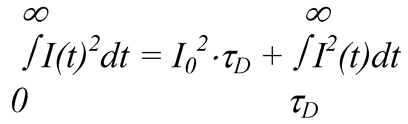 ∞ ∞
∫I(t)²dt = I₀²·τ_D + ∫I²(t)dt
0 τ_D